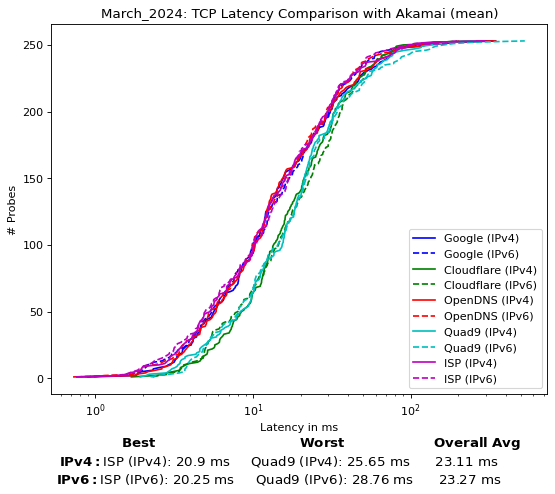 March_2024: TCP Latency Comparison with Akamai (mean)
# Probes
250
200
150
100
50
0
Google (IPv4)
Google (IPv6)
Cloudflare (IPv4)
Cloudflare (IPv6)
OpenDNS (IPv4)
OpenDNS (IPv6)
Quad9 (IPv4)
Quad9 (IPv6)
ISP (IPv4)
ISP (IPv6)
10⁰ 10¹ 10²
Latency in ms
Best Worst Overall Avg
IPv4: ISP (IPv4): 20.9 ms Quad9 (IPv4): 25.65 ms 23.11 ms
IPv6: ISP (IPv6): 20.25 ms Quad9 (IPv6): 28.76 ms 23.27 ms